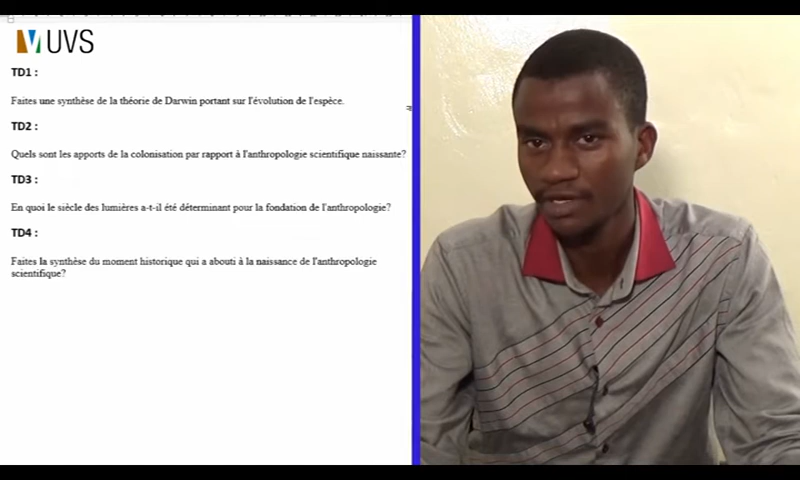 UVS
TD1 :
Faites une synthèse de la théorie de Darwin portant sur l'évolution de l'espèce.
TD2 :
Quels sont les apports de la colonisation par rapport à l'anthropologie scientifique naissante?
TD3 :
En quoi le siècle des lumières a-t-il été déterminant pour la fondation de l'anthropologie?
TD4 :
Faites la synthèse du moment historique qui a abouti à la naissance de l'anthropologie
scientifique?